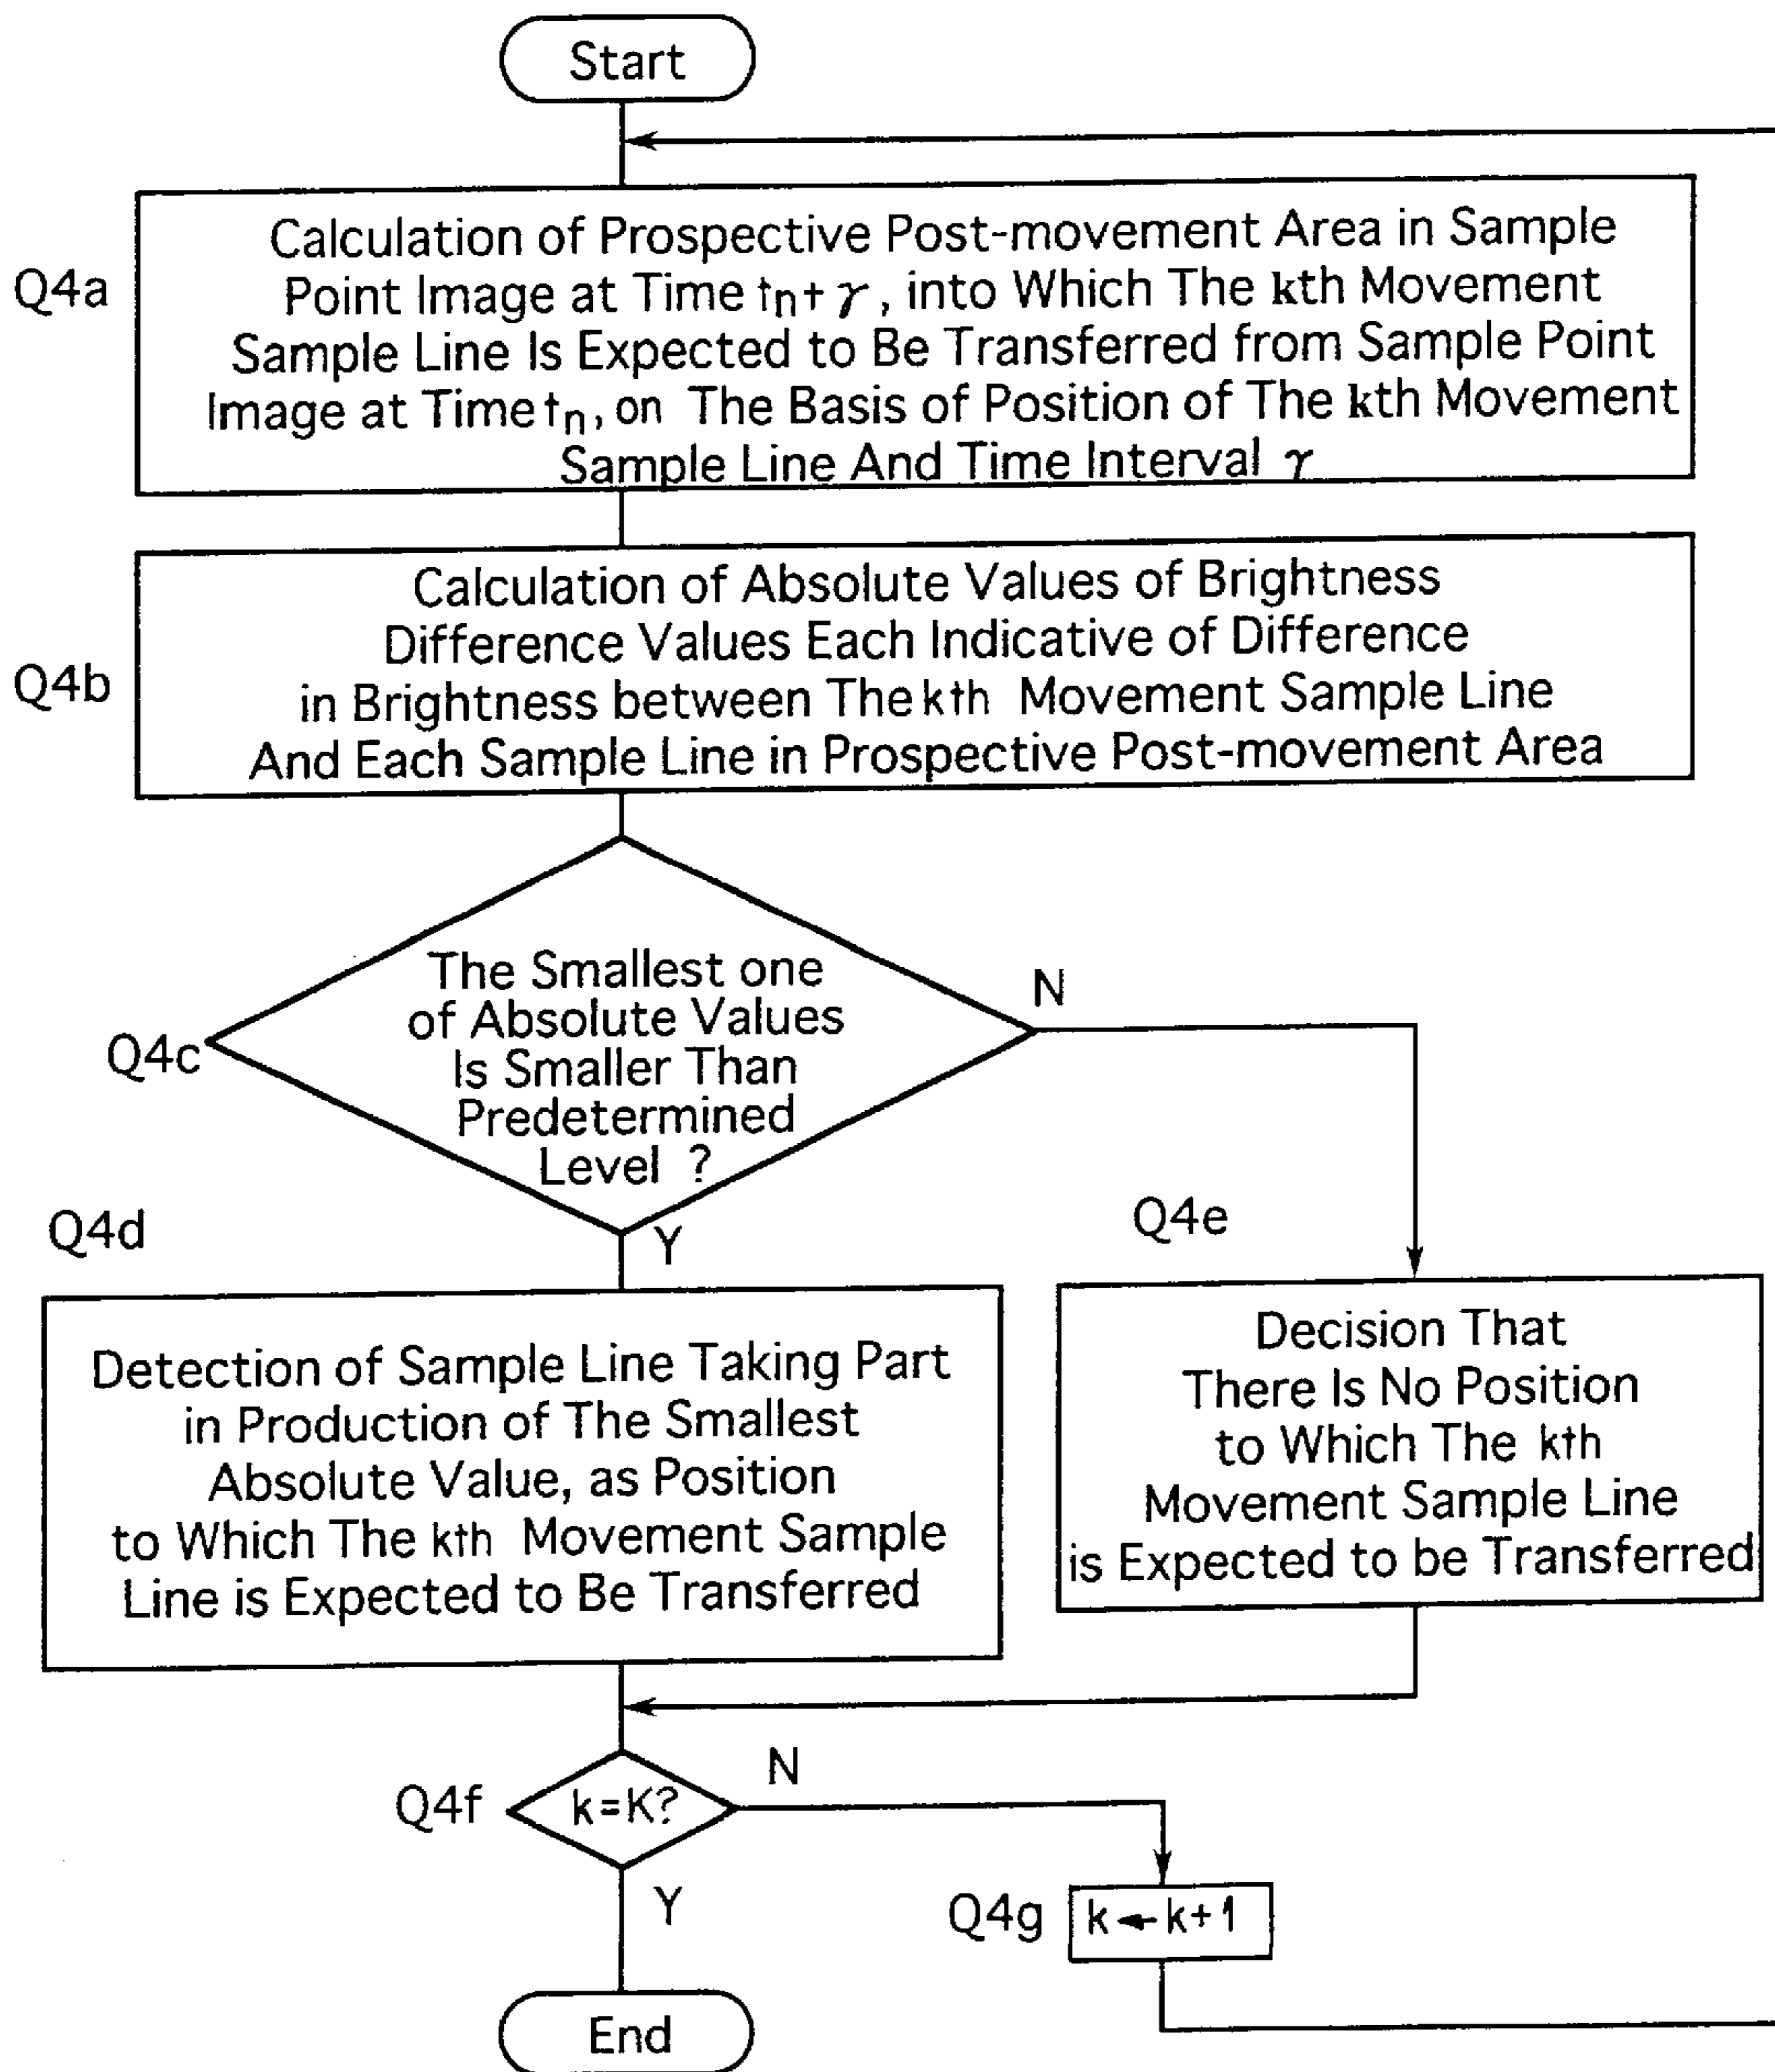 Start
Q4a
Calculation of Prospective Post-movement Area in Sample
Point Image at Time tn+γ, into Which The kth Movement
Sample Line Is Expected to Be Transferred from Sample Point
Image at Time tn, on The Basis of Position of The kth Movement
Sample Line And Time Interval γ
Q4b
Calculation of Absolute Values of Brightness
Difference Values Each Indicative of Difference
in Brightness between The kth Movement Sample Line
And Each Sample Line in Prospective Post-movement Area
Q4c
The Smallest one
of Absolute Values
Is Smaller Than
Predetermined
Level ?
N
Y
Q4d
Detection of Sample Line Taking Part
in Production of The Smallest
Absolute Value, as Position
to Which The kth Movement Sample
Line is Expected to Be Transferred
Q4e
Decision That
There Is No Position
to Which The kth
Movement Sample Line
is Expected to be Transferred
Q4f
k=K?
N
Y
Q4g
k←k+1
End